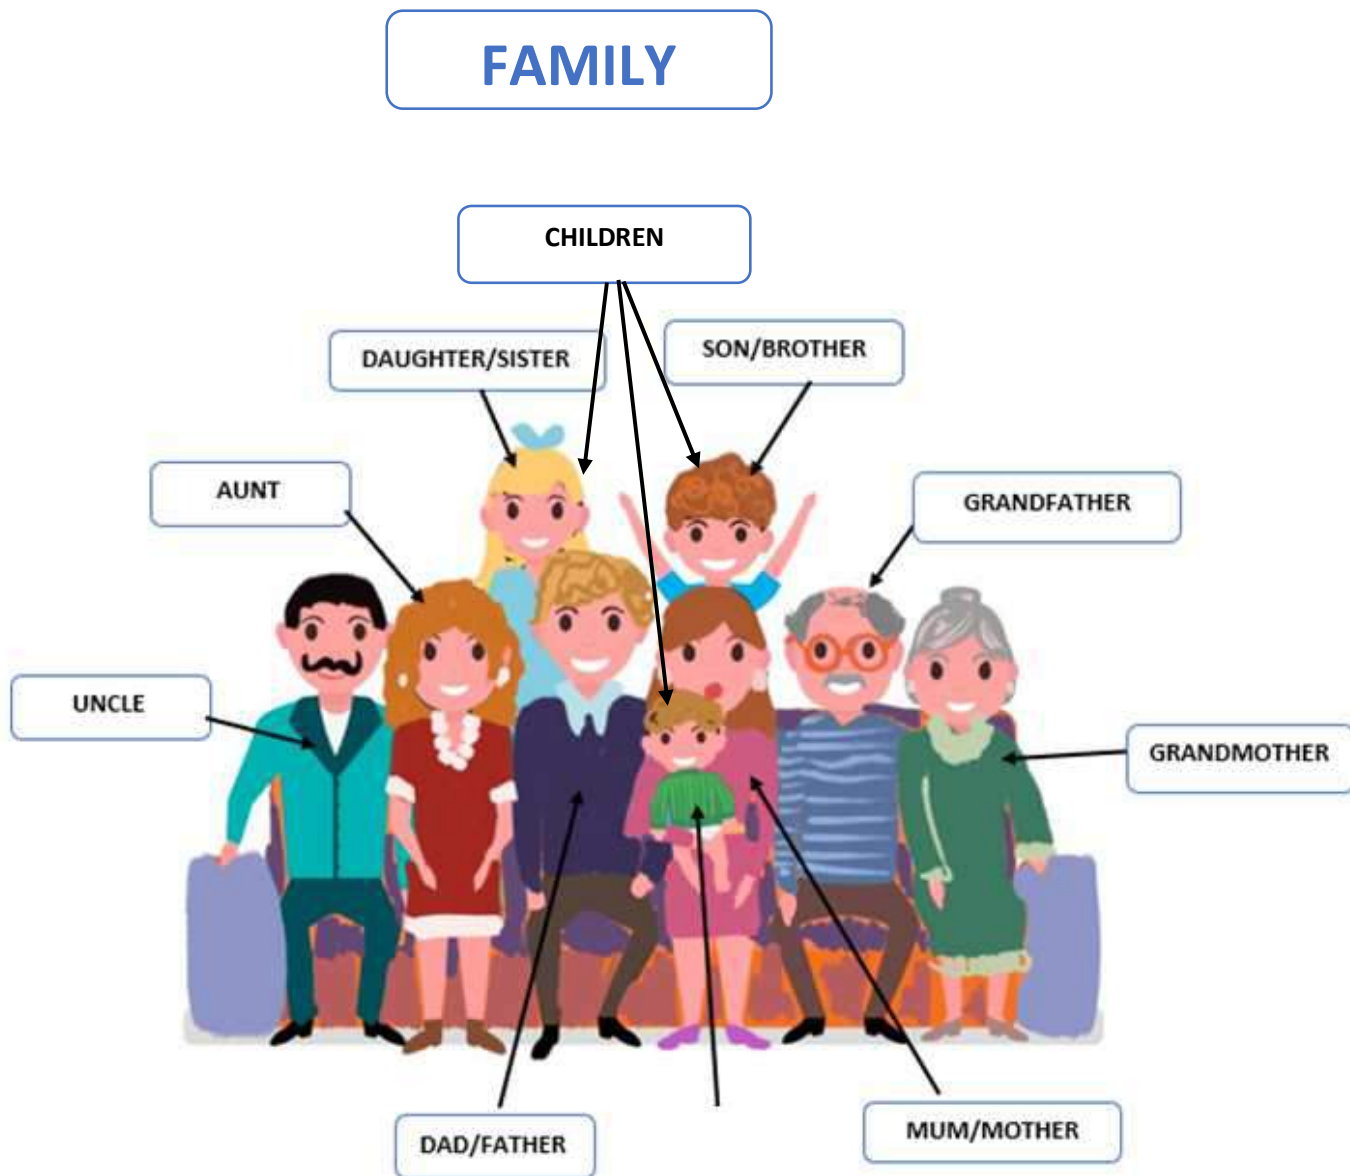 FAMILY
CHILDREN
DAUGHTER/SISTER
SON/BROTHER
AUNT
GRANDFATHER
UNCLE
GRANDMOTHER
DAD/FATHER
MUM/MOTHER